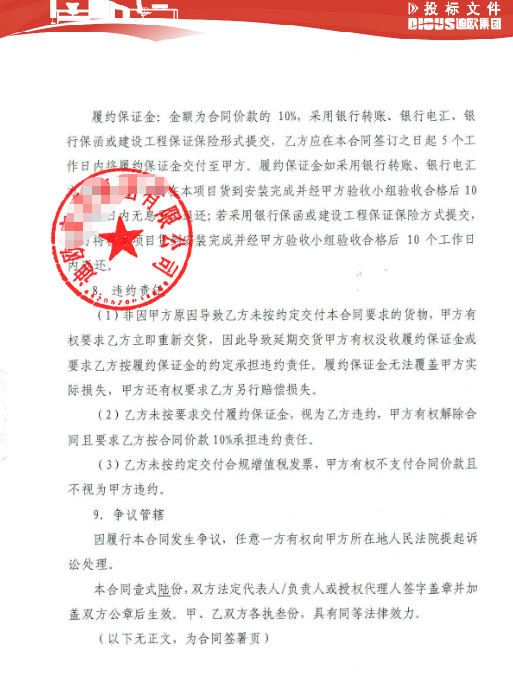 投标文件
DIOUS迪欧集团
履约保证金：金额为合同价款的 10%，采用银行转账、银行电汇、银
行保函或建设工程保证保险形式提交，乙方应在本合同签订之日起 5 个工
作日内将履约保证金交付至甲方。履约保证金如采用银行转账、银行电汇
在本项目货到安装完成并经甲方验收小组验收合格后 10
日内无息退还；若采用银行保函或建设工程保证保险方式提交，
方将在本项目货到安装完成并经甲方验收小组验收合格后 10 个工作日
内退还。
8. 违约责任
（1）非因甲方原因导致乙方未按约定交付本合同要求的货物，甲方有
权要求乙方立即重新交货，因此导致延期交货甲方有权没收履约保证金或
要求乙方按履约保证金的约定承担违约责任。履约保证金无法覆盖甲方实
际损失，甲方还有权要求乙方另行赔偿损失。
（2）乙方未按要求交付履约保证金，视为乙方违约，甲方有权解除合
同且要求乙方按合同价款10%承担违约责任。
（3）乙方未按约定交付合规增值税发票，甲方有权不支付合同价款且
不视为甲方违约。
9. 争议管辖
因履行本合同发生争议，任意一方有权向甲方所在地人民法院提起诉
讼处理。
本合同壹式陆份，双方法定代表人/负责人或授权代理人签字盖章并加
盖双方公章后生效。甲、乙双方各执叁份，具有同等法律效力。
（以下无正文，为合同签署页）
有限公司